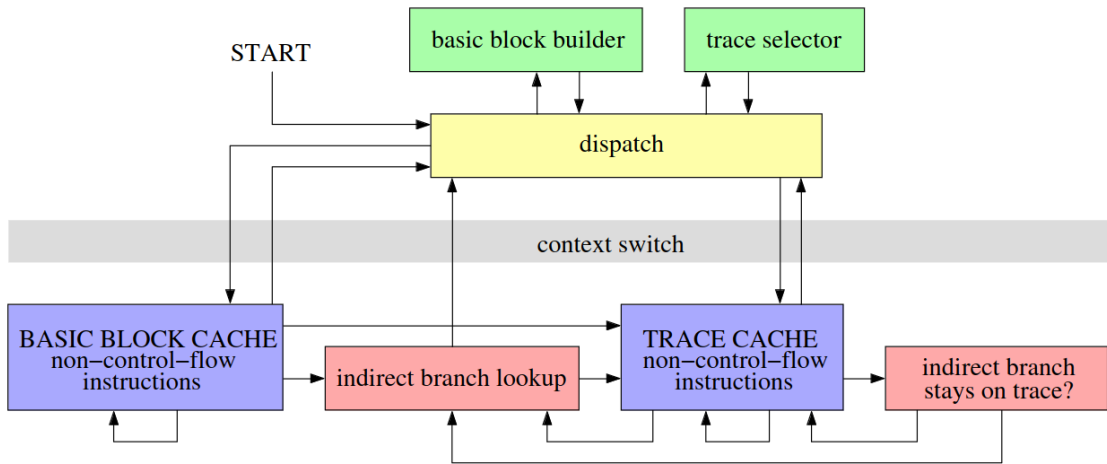 basic block builder
trace selector
START
dispatch
context switch
BASIC BLOCK CACHE
non−control−flow
instructions
indirect branch lookup
TRACE CACHE
non−control−flow
instructions
indirect branch
stays on trace?